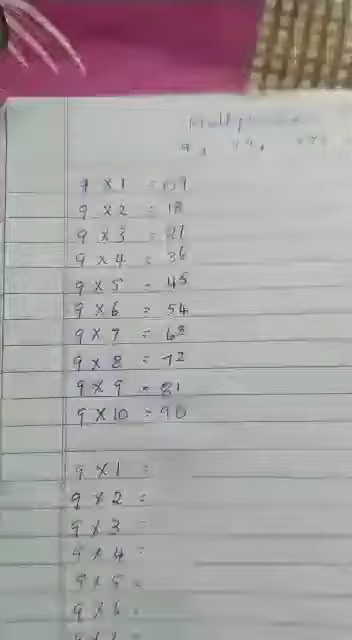 9 x 1 = 09
9 x 2 = 18
9 x 3 = 27
9 x 4 = 36
9 x 5 = 45
9 x 6 = 54
9 x 7 = 63
9 x 8 = 72
9 x 9 = 81
9 x 10 = 90
9 x 1 =
9 x 2 =
9 x 3 =
9 x 4 =
9 x 5 =
9 x 6 =